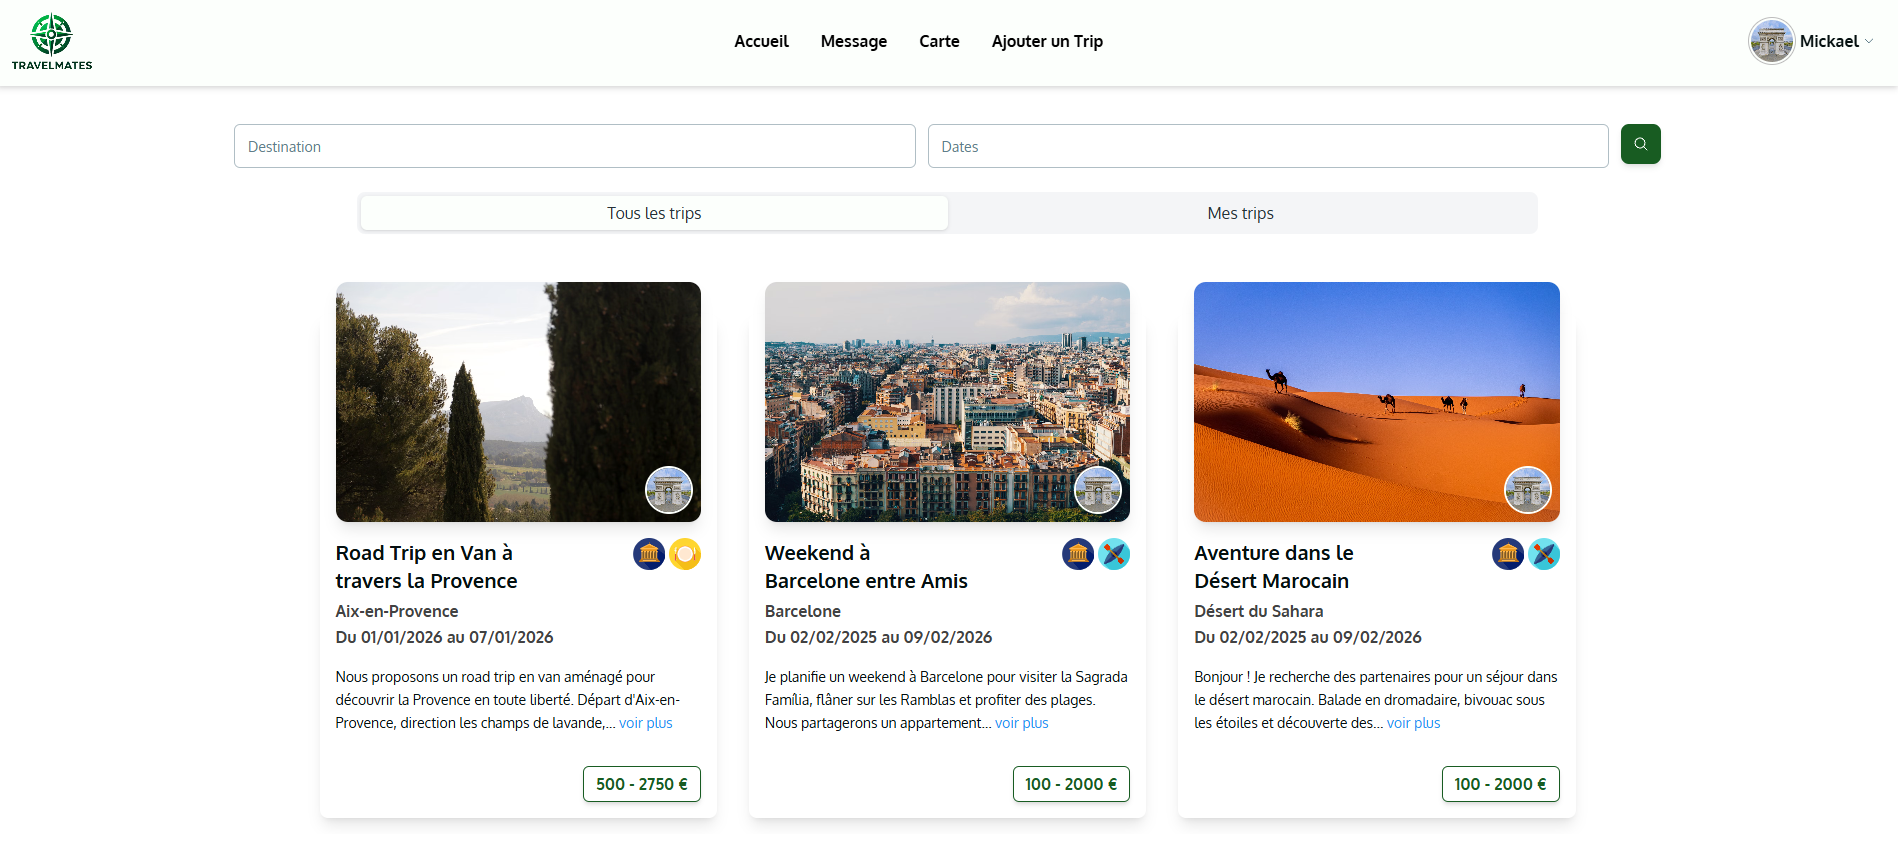 TRAVELMATES
Accueil Message Carte Ajouter un Trip
Mickael
Destination Dates
Tous les trips Mes trips
Road Trip en Van à
travers la Provence
Aix-en-Provence
Du 01/01/2026 au 07/01/2026
Nous proposons un road trip en van aménagé pour
découvrir la Provence en toute liberté. Départ d'Aix-en-
Provence, direction les champs de lavande,... voir plus
500 - 2750 €
Weekend à
Barcelone entre Amis
Barcelone
Du 02/02/2025 au 09/02/2026
Je planifie un weekend à Barcelone pour visiter la Sagrada
Família, flâner sur les Ramblas et profiter des plages.
Nous partagerons un appartement... voir plus
100 - 2000 €
Aventure dans le
Désert Marocain
Désert du Sahara
Du 02/02/2025 au 09/02/2026
Bonjour ! Je recherche des partenaires pour un séjour dans
le désert marocain. Balade en dromadaire, bivouac sous
les étoiles et découverte des... voir plus
100 - 2000 €